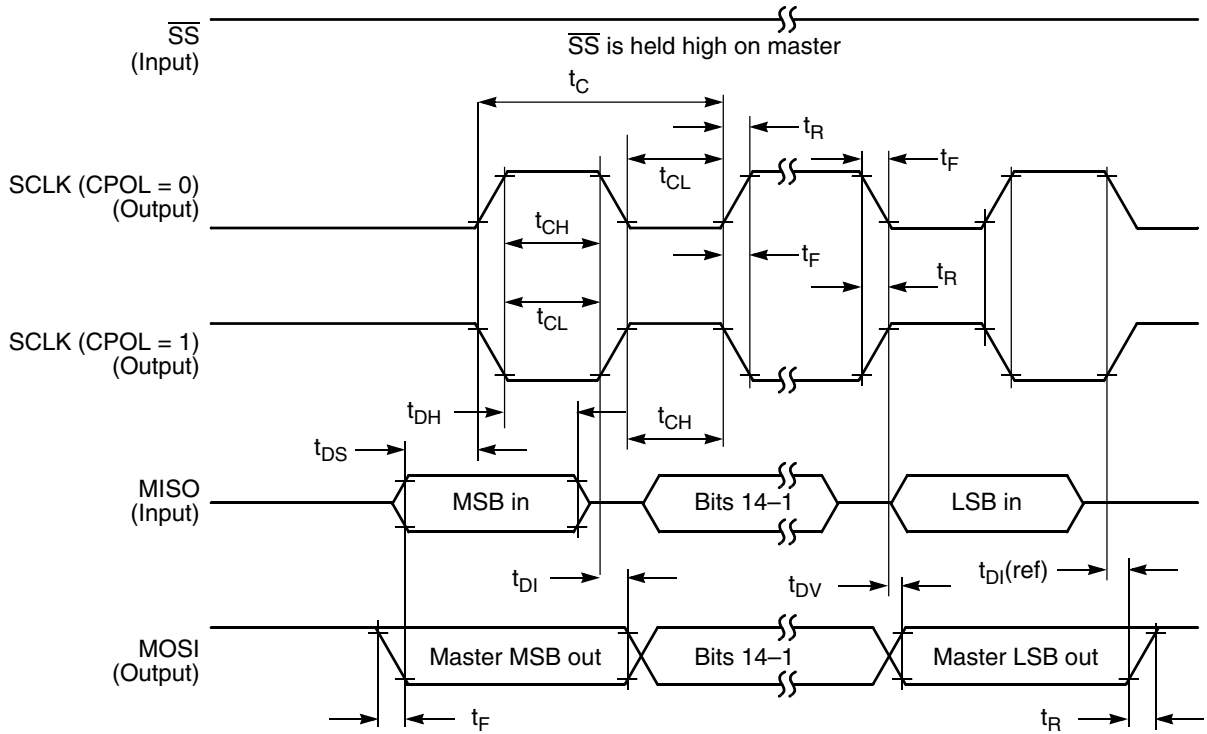 SS
(Input)
SS is held high on master
tC
tR
tF
tCL
SCLK (CPOL = 0)
(Output)
tCH
tF
tR
tCL
SCLK (CPOL = 1)
(Output)
tDH
tCH
tDS
MISO
(Input)
MSB in
Bits 14–1
LSB in
tDI
tDV
tDI(ref)
MOSI
(Output)
Master MSB out
Bits 14–1
Master LSB out
tF
tR